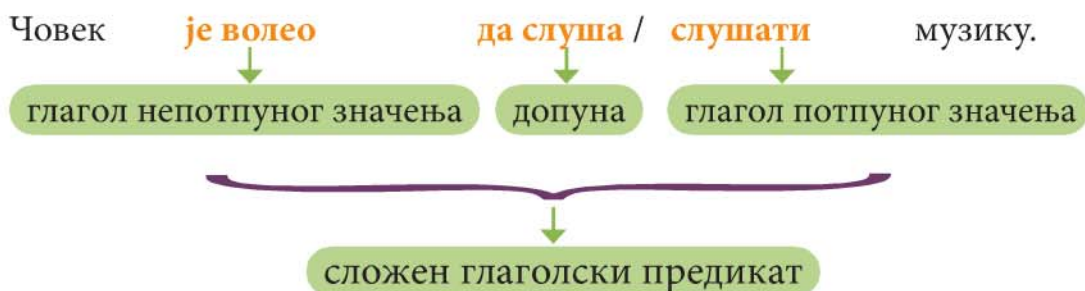 Човек је волео да слуша / слушати музику.
глагол непотпуног значења допуна глагол потпуног значења
сложен глаголски предикат